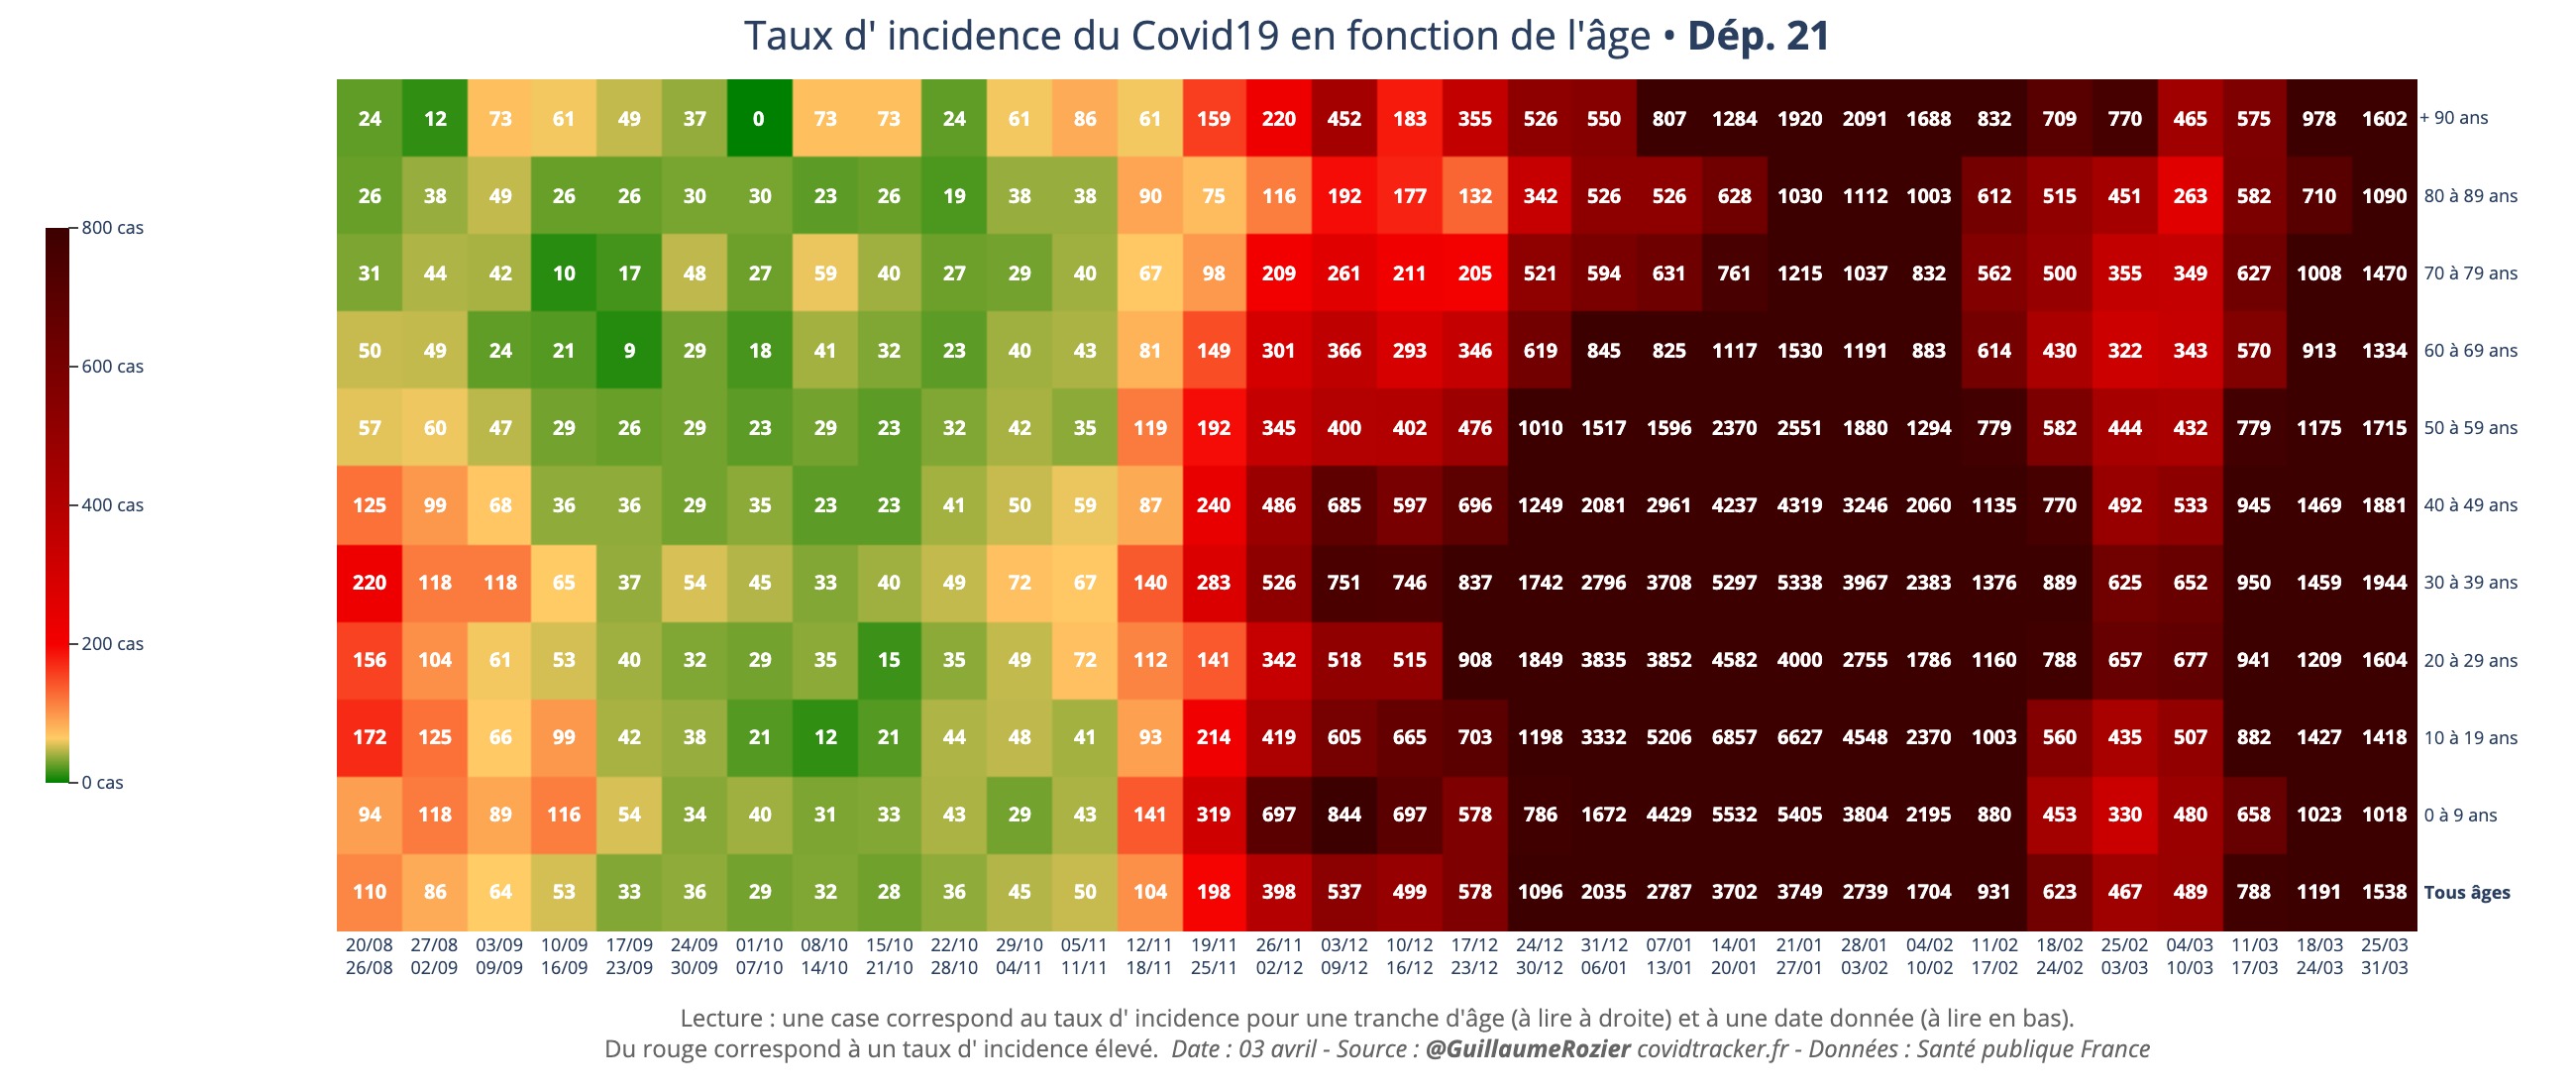 Taux d' incidence du Covid19 en fonction de l'âge • Dép. 21
24 12 73 61 49 37 0 73 73 24 61 86 61 159 220 452 183 355 526 550 807 1284 1920 2091 1688 832 709 770 465 575 978 1602 + 90 ans
26 38 49 26 26 30 30 23 26 19 38 38 90 75 116 192 177 132 342 526 526 628 1030 1112 1003 612 515 451 263 582 710 1090 80 à 89 ans
800 cas
31 44 42 10 17 48 27 59 40 27 29 40 67 98 209 261 211 205 521 594 631 761 1215 1037 832 562 500 355 349 627 1008 1470 70 à 79 ans
50 49 24 21 9 29 18 41 32 23 40 43 81 149 301 366 293 346 619 845 825 1117 1530 1191 883 614 430 322 343 570 913 1334 60 à 69 ans
600 cas
57 60 47 29 26 29 23 29 23 32 42 35 119 192 345 400 402 476 1010 1517 1596 2370 2551 1880 1294 779 582 444 432 779 1175 1715 50 à 59 ans
400 cas
125 99 68 36 36 29 35 23 23 41 50 59 87 240 486 685 597 696 1249 2081 2961 4237 4319 3246 2060 1135 770 492 533 945 1469 1881 40 à 49 ans
220 118 118 65 37 54 45 33 40 49 72 67 140 283 526 751 746 837 1742 2796 3708 5297 5338 3967 2383 1376 889 625 652 950 1459 1944 30 à 39 ans
200 cas
156 104 61 53 40 32 29 35 15 35 49 72 112 141 342 518 515 908 1849 3835 3852 4582 4000 2755 1786 1160 788 657 677 941 1209 1604 20 à 29 ans
172 125 66 99 42 38 21 12 21 44 48 41 93 214 419 605 665 703 1198 3332 5206 6857 6627 4548 2370 1003 560 435 507 882 1427 1418 10 à 19 ans
0 cas
94 118 89 116 54 34 40 31 33 43 29 43 141 319 697 844 697 578 786 1672 4429 5532 5405 3804 2195 880 453 330 480 658 1023 1018 0 à 9 ans
110 86 64 53 33 36 29 32 28 36 45 50 104 198 398 537 499 578 1096 2035 2787 3702 3749 2739 1704 931 623 467 489 788 1191 1538 Tous âges
20/08 27/08 03/09 10/09 17/09 24/09 01/10 08/10 15/10 22/10 29/10 05/11 12/11 19/11 26/11 03/12 10/12 17/12 24/12 31/12 07/01 14/01 21/01 28/01 04/02 11/02 18/02 25/02 04/03 11/03 18/03 25/03
26/08 02/09 09/09 16/09 23/09 30/09 07/10 14/10 21/10 28/10 04/11 11/11 18/11 25/11 02/12 09/12 16/12 23/12 30/12 06/01 13/01 20/01 27/01 03/02 10/02 17/02 24/02 03/03 10/03 17/03 24/03 31/03
Lecture : une case correspond au taux d' incidence pour une tranche d'âge (à lire à droite) et à une date donnée (à lire en bas).
Du rouge correspond à un taux d' incidence élevé. Date : 03 avril - Source : @GuillaumeRozier covidtracker.fr - Données : Santé publique France